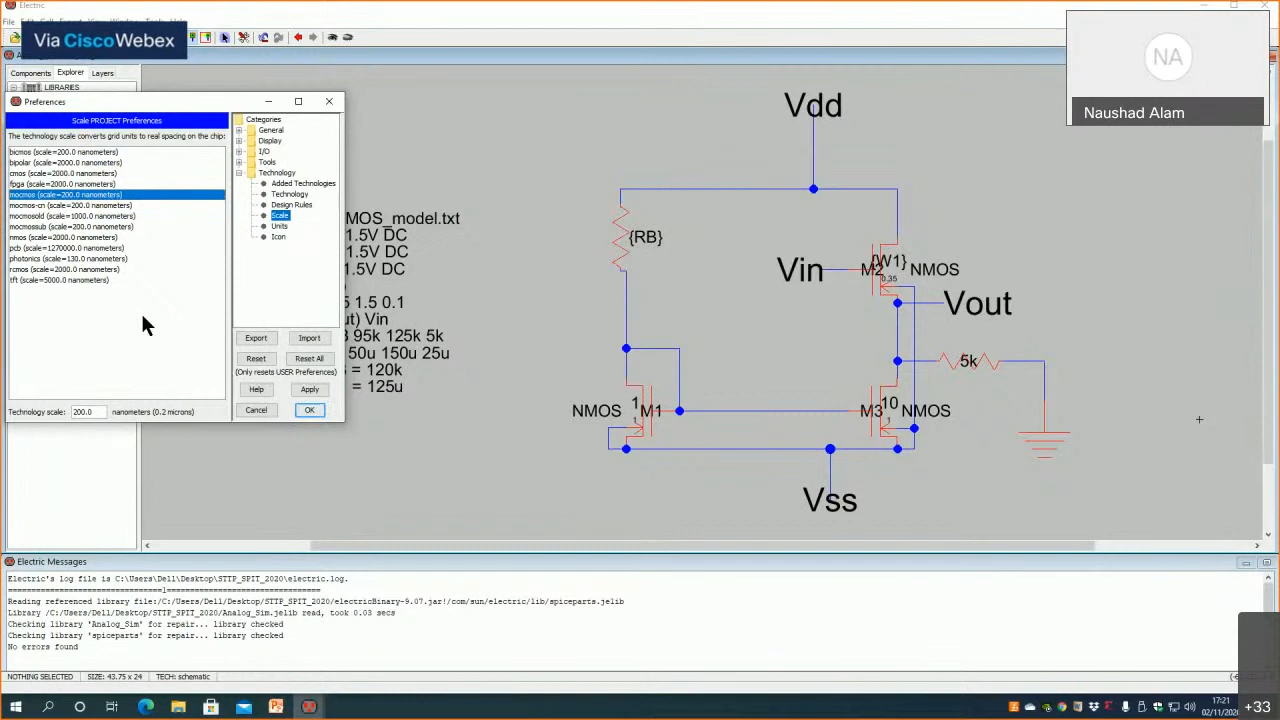 Electric
File
Via Cisco Webex
NA
Naushad Alam
Components
Explorer
Layers
LIBRARIES
Preferences
Scale PROJECT Preferences
The technology scale converts grid units to real spacing on the chip:
bicmos (scale=200.0 nanometers)
bipolar (scale=2000.0 nanometers)
cmos (scale=2000.0 nanometers)
fpga (scale=2000.0 nanometers)
mocmos (scale=200.0 nanometers)
mocmos-cn (scale=200.0 nanometers)
mocmosold (scale=1000.0 nanometers)
mocmossub (scale=200.0 nanometers)
nmos (scale=2000.0 nanometers)
pcb (scale=1270000.0 nanometers)
photonics (scale=130.0 nanometers)
rcmos (scale=2000.0 nanometers)
tft (scale=5000.0 nanometers)
Technology scale: 200.0 nanometers (0.2 microns)
Categories
General
Display
I/O
Tools
Technology
Added Technologies
Technology
Design Rules
Scale
Units
Icon
Export
Import
Reset
Reset All
(Only resets USER Preferences)
Help
Apply
Cancel
OK
MOS_model.txt
1.5V DC
1.5V DC
1.5V DC
5 1.5 0.1
ut) Vin
95k 125k 5k
50u 150u 25u
= 120k
= 125u
Vdd
{RB}
Vin
M2
{W1}
0.35
NMOS
Vout
5k
NMOS
1
1
M1
M3
10
1
NMOS
Vss
Electric Messages
Electric's log file is C:\Users\Dell\Desktop\STTP_SPIT_2020\electric.log.
================================1================================
Reading referenced library file:/C:/Users/Dell/Desktop/STTP_SPIT_2020/electricBinary-9.07.jar!/com/sun/electric/lib/spiceparts.jelib
Library /C:/Users/Dell/Desktop/STTP_SPIT_2020/Analog_Sim.jelib read, took 0.03 secs
Checking library 'Analog_Sim' for repair... library checked
Checking library 'spiceparts' for repair... library checked
No errors found
NOTHING SELECTED
SIZE: 43.75 x 24
TECH: schematic
17:21
02/11/2020
+33